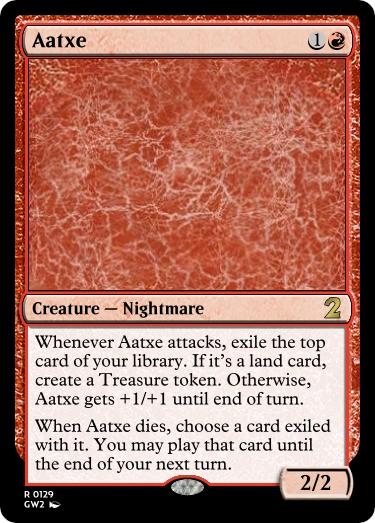 Aatxe 1
Creature — Nightmare 2
Whenever Aatxe attacks, exile the top
card of your library. If it's a land card,
create a Treasure token. Otherwise,
Aatxe gets +1/+1 until end of turn.
When Aatxe dies, choose a card exiled
with it. You may play that card until
the end of your next turn.
2/2
R 0129
GW2